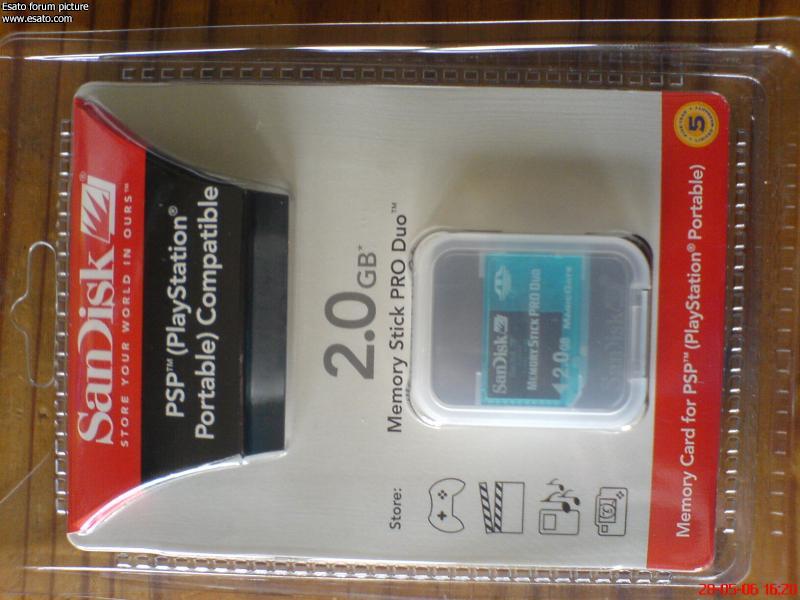 Esato forum picture
www.esato.com
SanDisk®
STORE YOUR WORLD IN OURS™
PSP™ (PlayStation®
Portable) Compatible
2.0GB*
Memory Stick PRO Duo™
SanDisk
MEMORY STICK PRO DUO
2.0GB MAGICGATE
Store:
5
Memory Card for PSP™ (PlayStation® Portable)
28-05-06 16:20